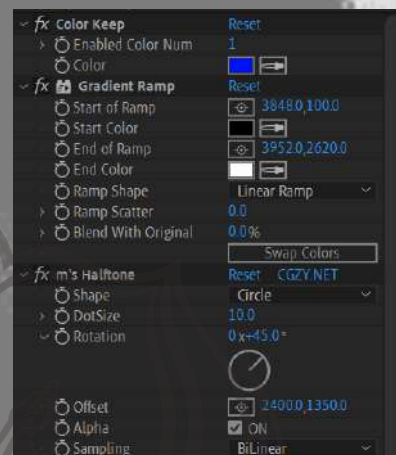 fx Color Keep Reset
Enabled Color Num 1
Color
fx Gradient Ramp Reset
Start of Ramp 3848.0,100.0
Start Color
End of Ramp 3952.0,2620.0
End Color
Ramp Shape Linear Ramp
Ramp Scatter 0.0
Blend With Original 0.0%
Swap Colors
fx m's Halftone Reset CGZY.NET
Shape Circle
DotSize 10.0
Rotation 0x+45.0°
Offset 2400.0,1350.0
Alpha ON
Sampling BiLinear